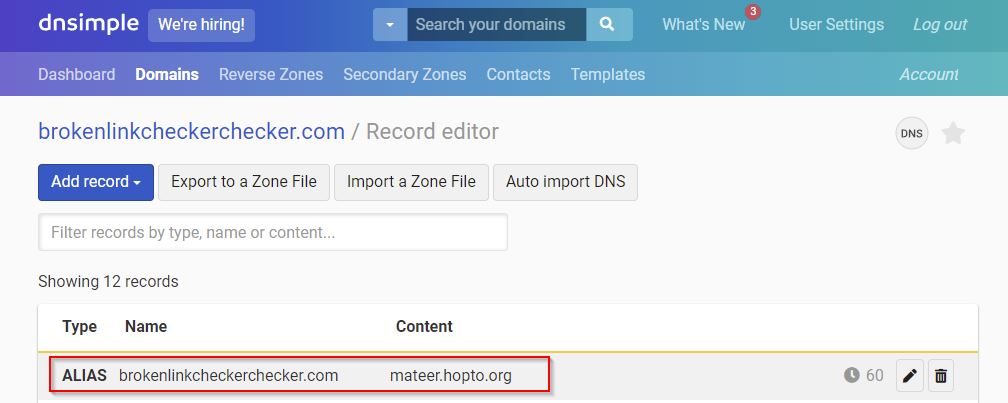 dnsimple We're hiring! Search your domains What's New 3 User Settings Log out
Dashboard Domains Reverse Zones Secondary Zones Contacts Templates Account
brokenlinkcheckerchecker.com / Record editor DNS
Add record Export to a Zone File Import a Zone File Auto import DNS
Filter records by type, name or content...
Showing 12 records
Type Name Content
ALIAS brokenlinkcheckerchecker.com mateer.hopto.org 60